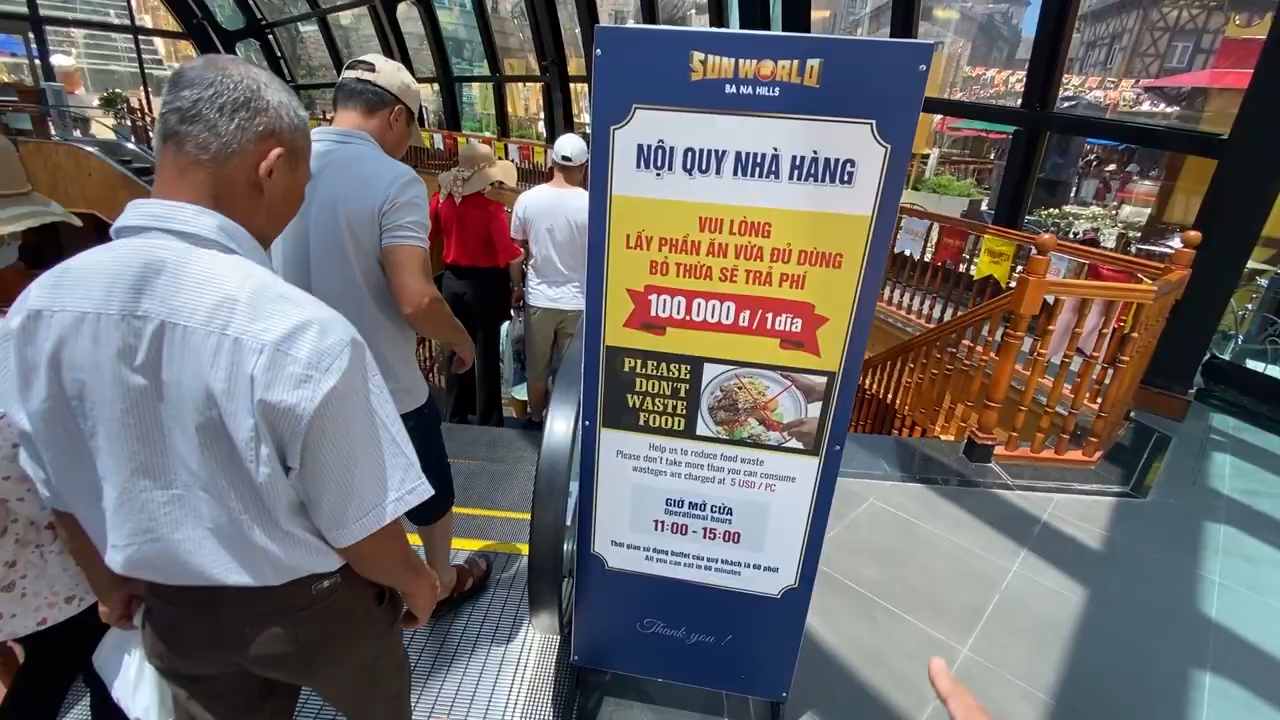 SUN WORLD
BA NA HILLS
NỘI QUY NHÀ HÀNG
VUI LÒNG
LẤY PHẦN ĂN VỪA ĐỦ DÙNG
BỎ THỪA SẼ TRẢ PHÍ
100.000 đ / 1 dĩa
PLEASE
DON'T
WASTE
FOOD
Help us to reduce food waste
Please don't take more than you can consume
wasteges are charged at 5 USD / PC
GIỜ MỞ CỬA
Operational hours
11:00 - 15:00
Thời gian sử dụng buffet của quý khách là 60 phút
All you can eat in 60 minutes
Thank you !